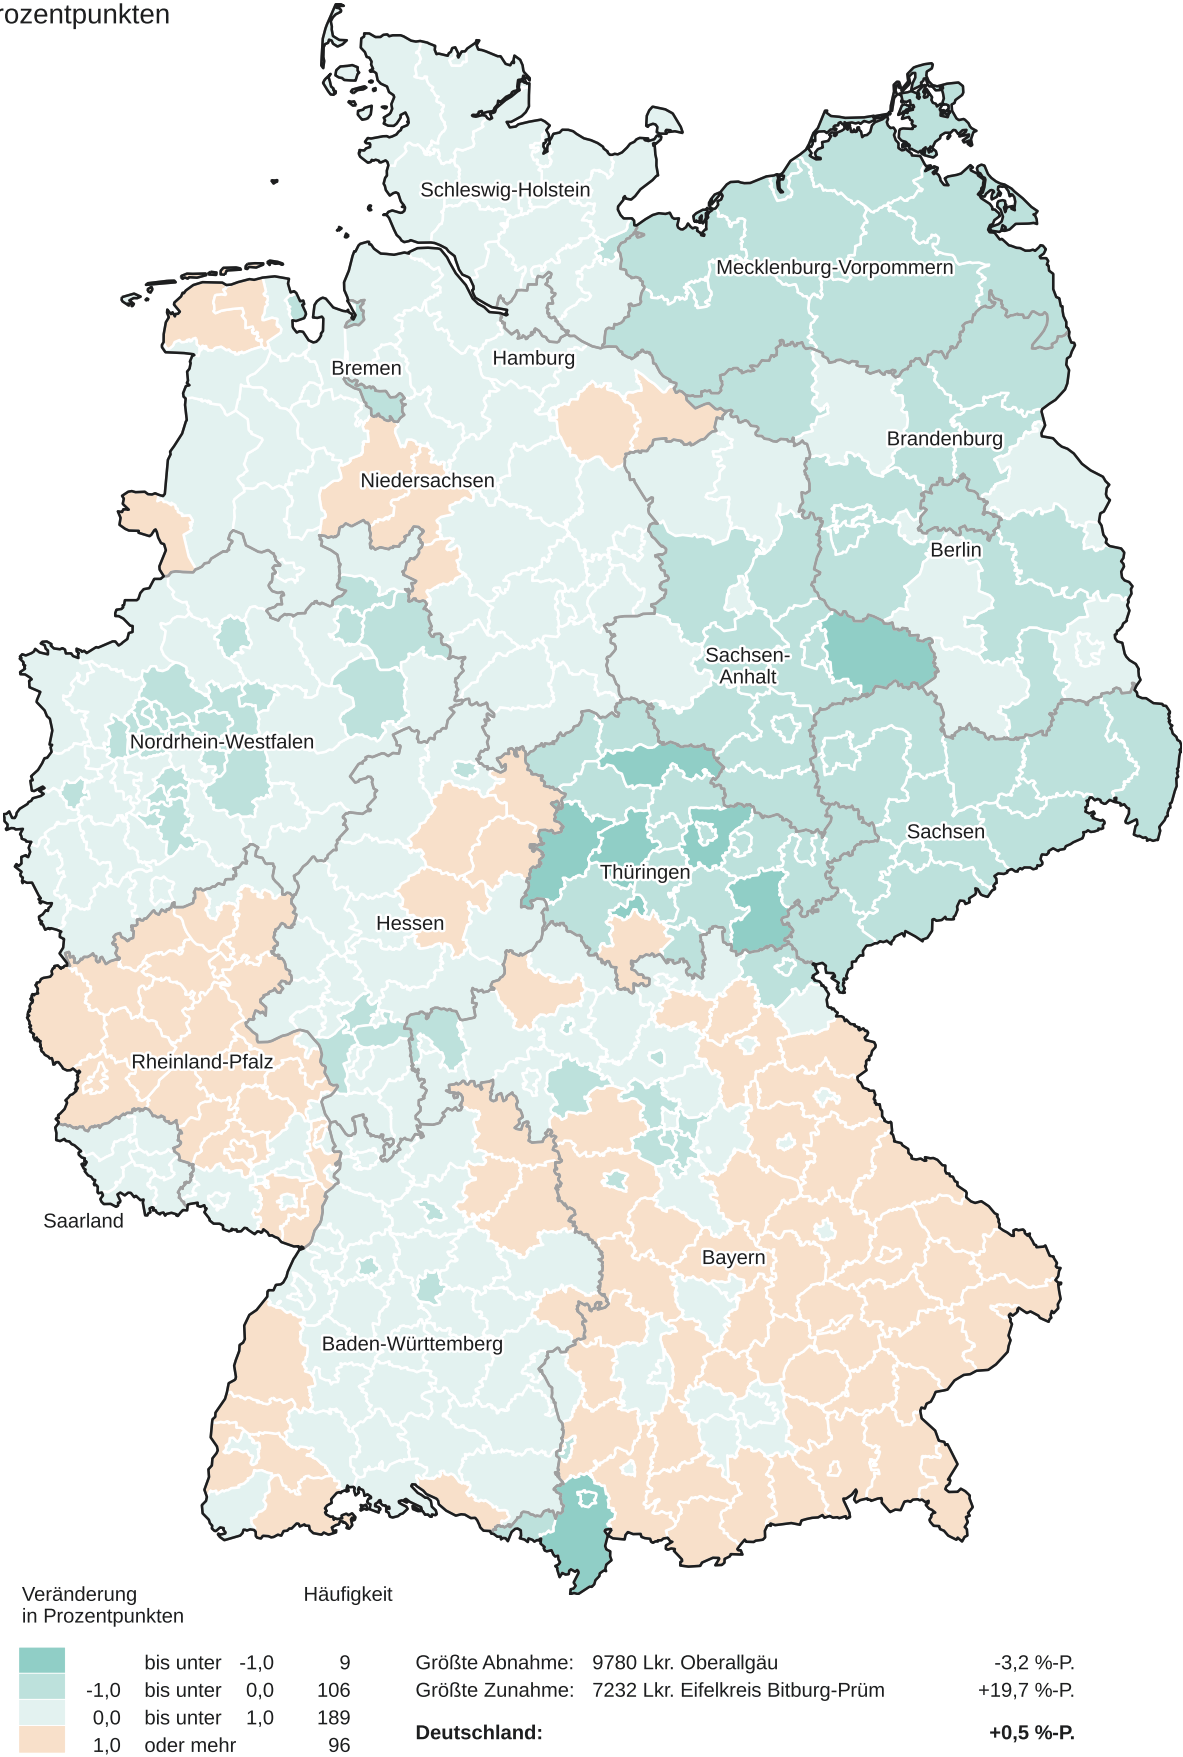 rozentpunkten
Schleswig-Holstein
Mecklenburg-Vorpommern
Hamburg
Bremen
Brandenburg
Niedersachsen
Berlin
Sachsen-
Anhalt
Nordrhein-Westfalen
Sachsen
Thüringen
Hessen
Rheinland-Pfalz
Saarland
Bayern
Baden-Württemberg
Veränderung
in Prozentpunkten
Häufigkeit
bis unter -1,0 9
-1,0 bis unter 0,0 106
0,0 bis unter 1,0 189
1,0 oder mehr 96
Größte Abnahme: 9780 Lkr. Oberallgäu -3,2 %-P.
Größte Zunahme: 7232 Lkr. Eifelkreis Bitburg-Prüm +19,7 %-P.
Deutschland: +0,5 %-P.